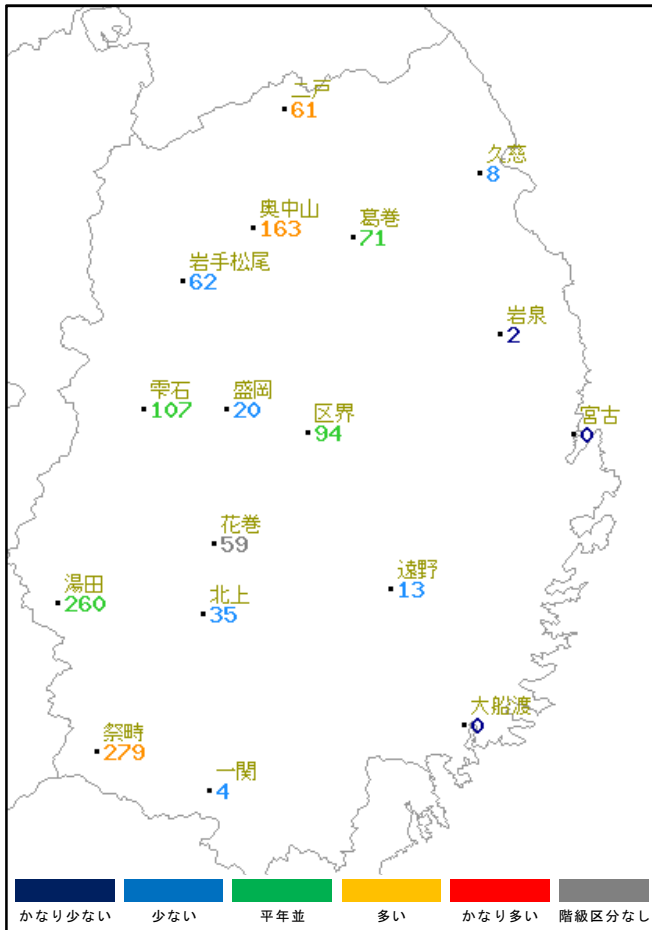 二戸
61
久慈
8
奥中山
163
葛巻
71
岩手松尾
62
岩泉
2
雫石
107
盛岡
20
区界
94
宮古
0
花巻
59
湯田
260
北上
35
遠野
13
大船渡
0
祭畤
279
一関
4
かなり少ない 少ない 平年並 多い かなり多い 階級区分なし